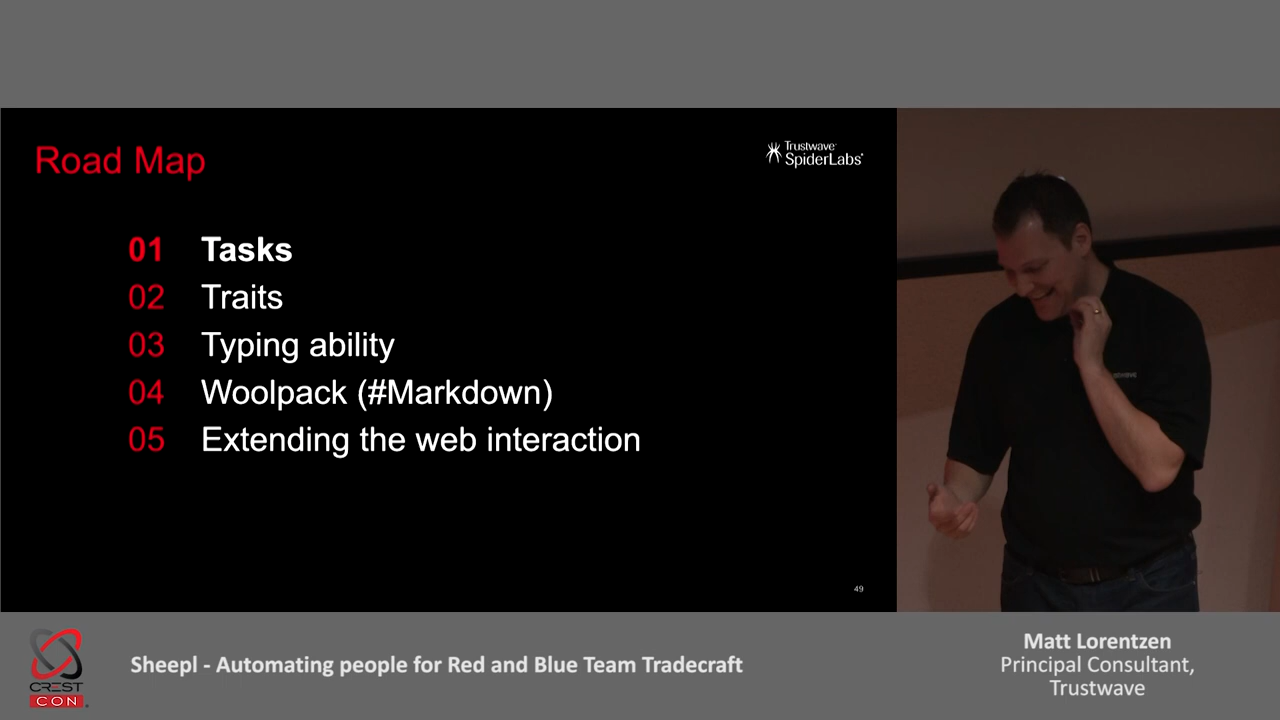 Road Map
Trustwave
SpiderLabs
01 Tasks
02 Traits
03 Typing ability
04 Woolpack (#Markdown)
05 Extending the web interaction
49
CREST
CON
Sheepl - Automating people for Red and Blue Team Tradecraft
Matt Lorentzen
Principal Consultant,
Trustwave